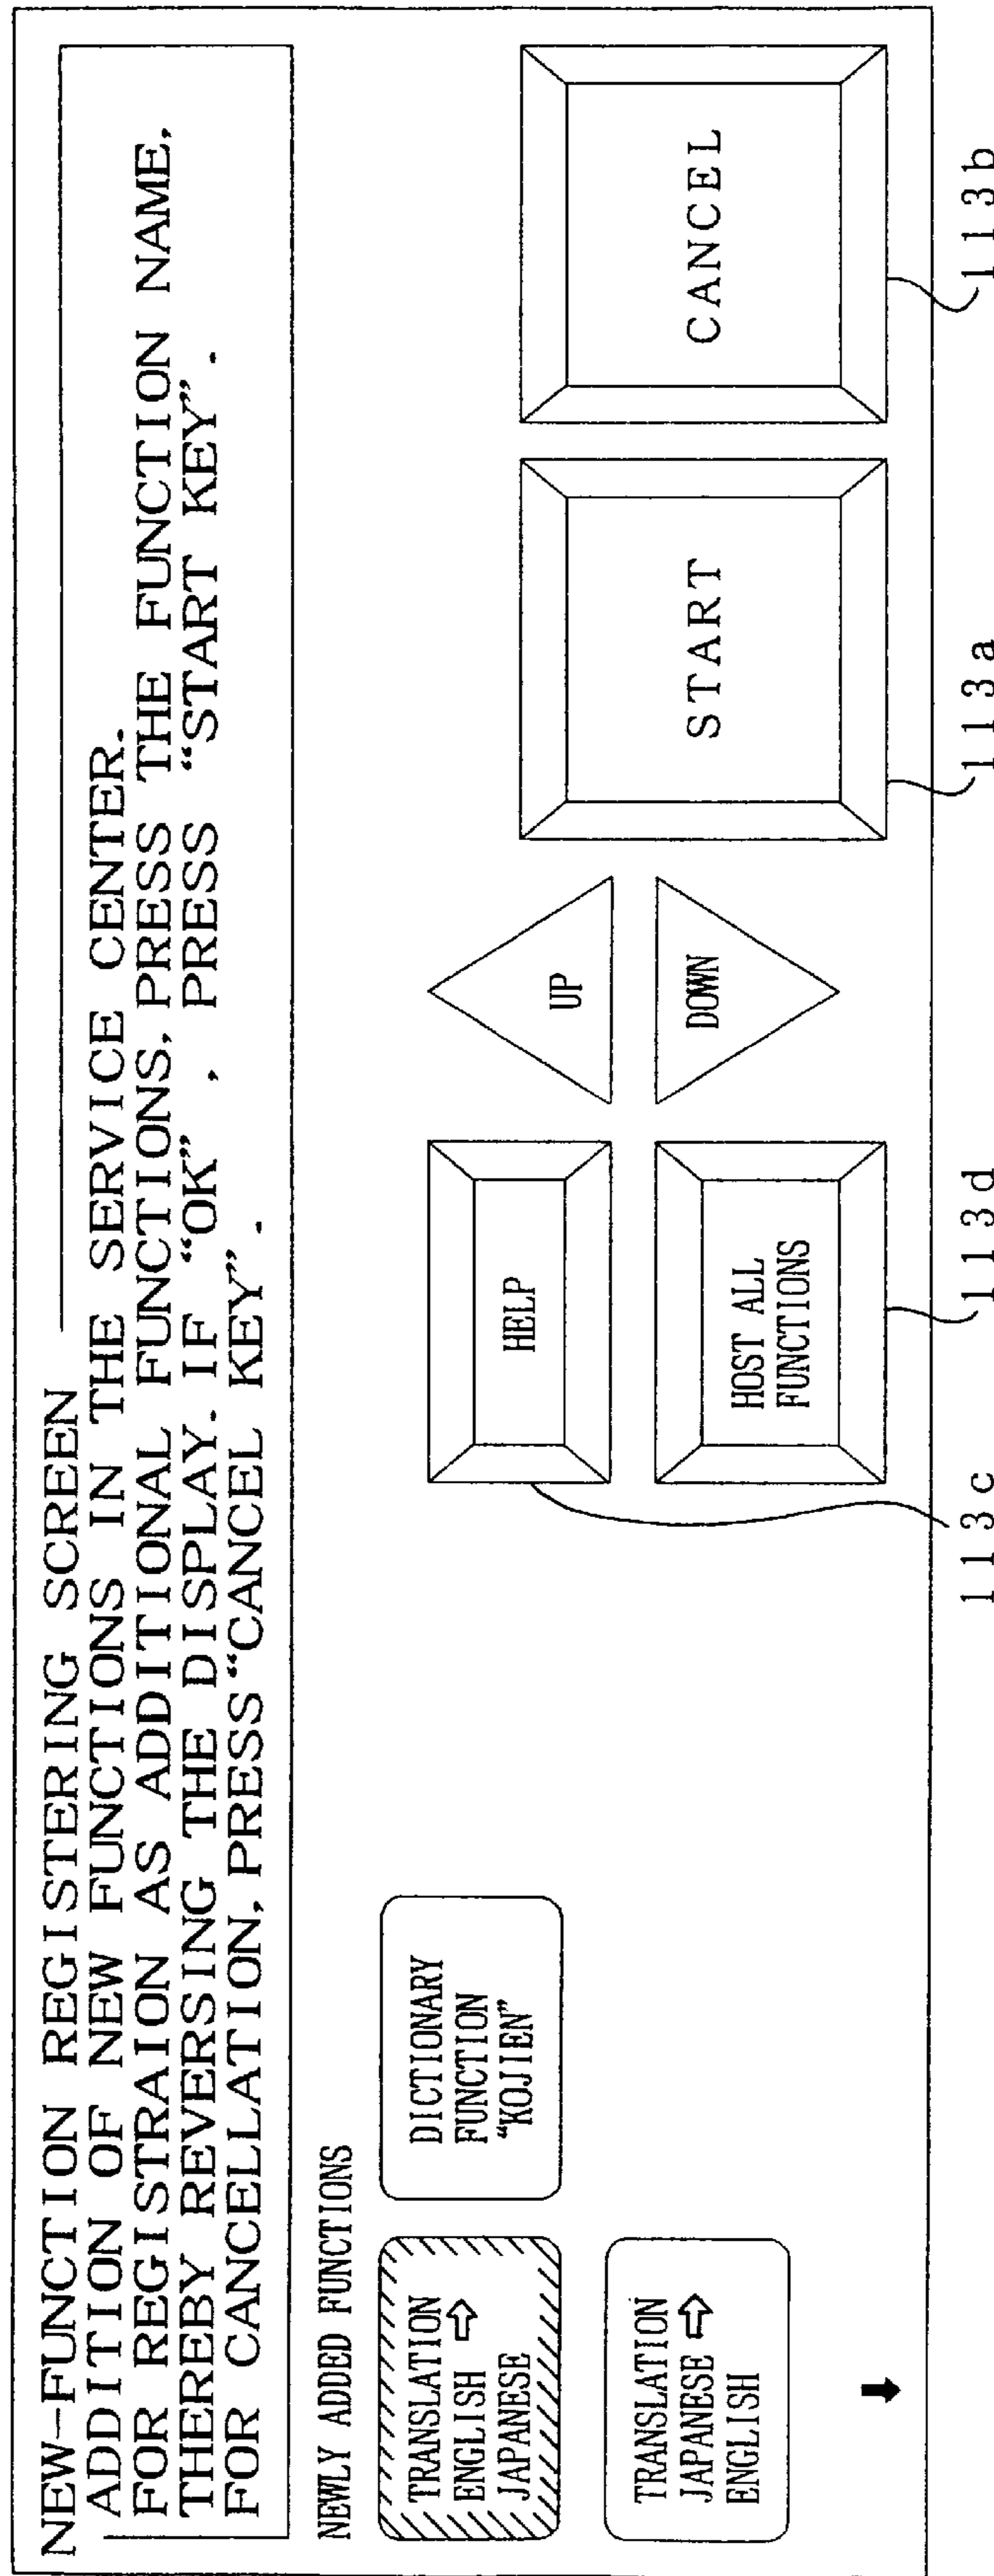 NEW-FUNCTION REGISTERING SCREEN
ADDITION OF NEW FUNCTIONS IN THE SERVICE CENTER.
FOR REGISTRAION AS ADDITIONAL FUNCTIONS, PRESS THE FUNCTION NAME,
THEREBY REVERSING THE DISPLAY. IF "OK", PRESS "START KEY".
FOR CANCELLATION, PRESS "CANCEL KEY".
NEWLY ADDED FUNCTIONS
TRANSLATION
ENGLISH ⇨
JAPANESE
DICTIONARY
FUNCTION
"KOJIEN"
TRANSLATION
JAPANESE ⇨
ENGLISH
HELP
HOST ALL
FUNCTIONS
UP
DOWN
START
CANCEL
113c
113d
113a
113b